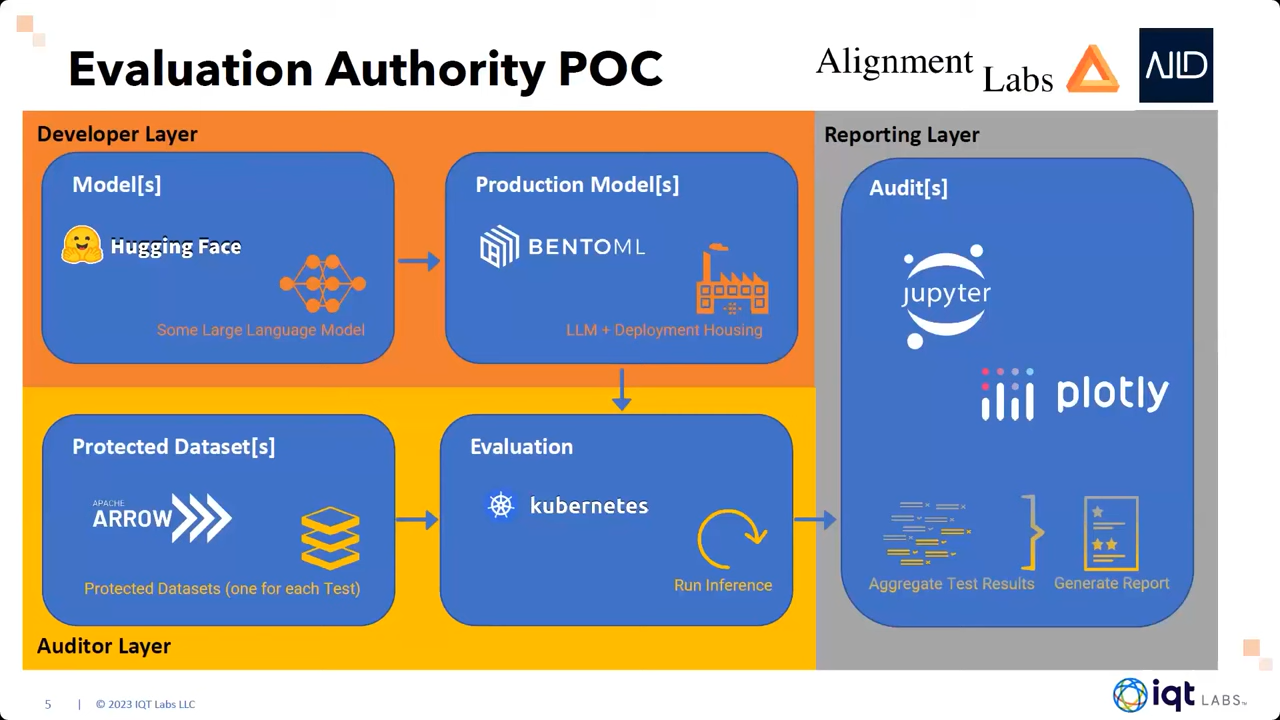 Evaluation Authority POC
Alignment
Labs
AIID
Developer Layer
Model[s]
Hugging Face
Some Large Language Model
Production Model[s]
BENTOML
LLM + Deployment Housing
Reporting Layer
Audit[s]
jupyter
plotly
Aggregate Test Results
Generate Report
Protected Dataset[s]
APACHE
ARROW
Protected Datasets (one for each Test)
Evaluation
kubernetes
Run Inference
Auditor Layer
5 | © 2023 IQT Labs LLC
iqt LABS™